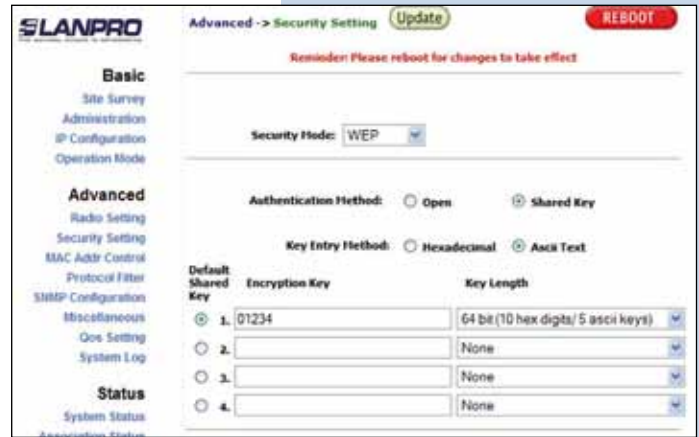 LANPRO
Advanced -> Security Setting
Update
REBOOT
Reminder: Please reboot for changes to take effect
Basic
Site Survey
Administration
IP Configuration
Operation Mode
Advanced
Radio Setting
Security Setting
MAC Addr Control
Protocol Filter
SNMP Configuration
Miscellaneous
Qos Setting
System Log
Status
System Status
Association Status
Security Mode: WEP
Authentication Method: Open Shared Key
Key Entry Method: Hexadecimal Ascii Text
Default Shared Key
Encryption Key
Key Length
1. 01234 64 bit (10 hex digits/ 5 ascii keys)
2. None
3. None
4. None